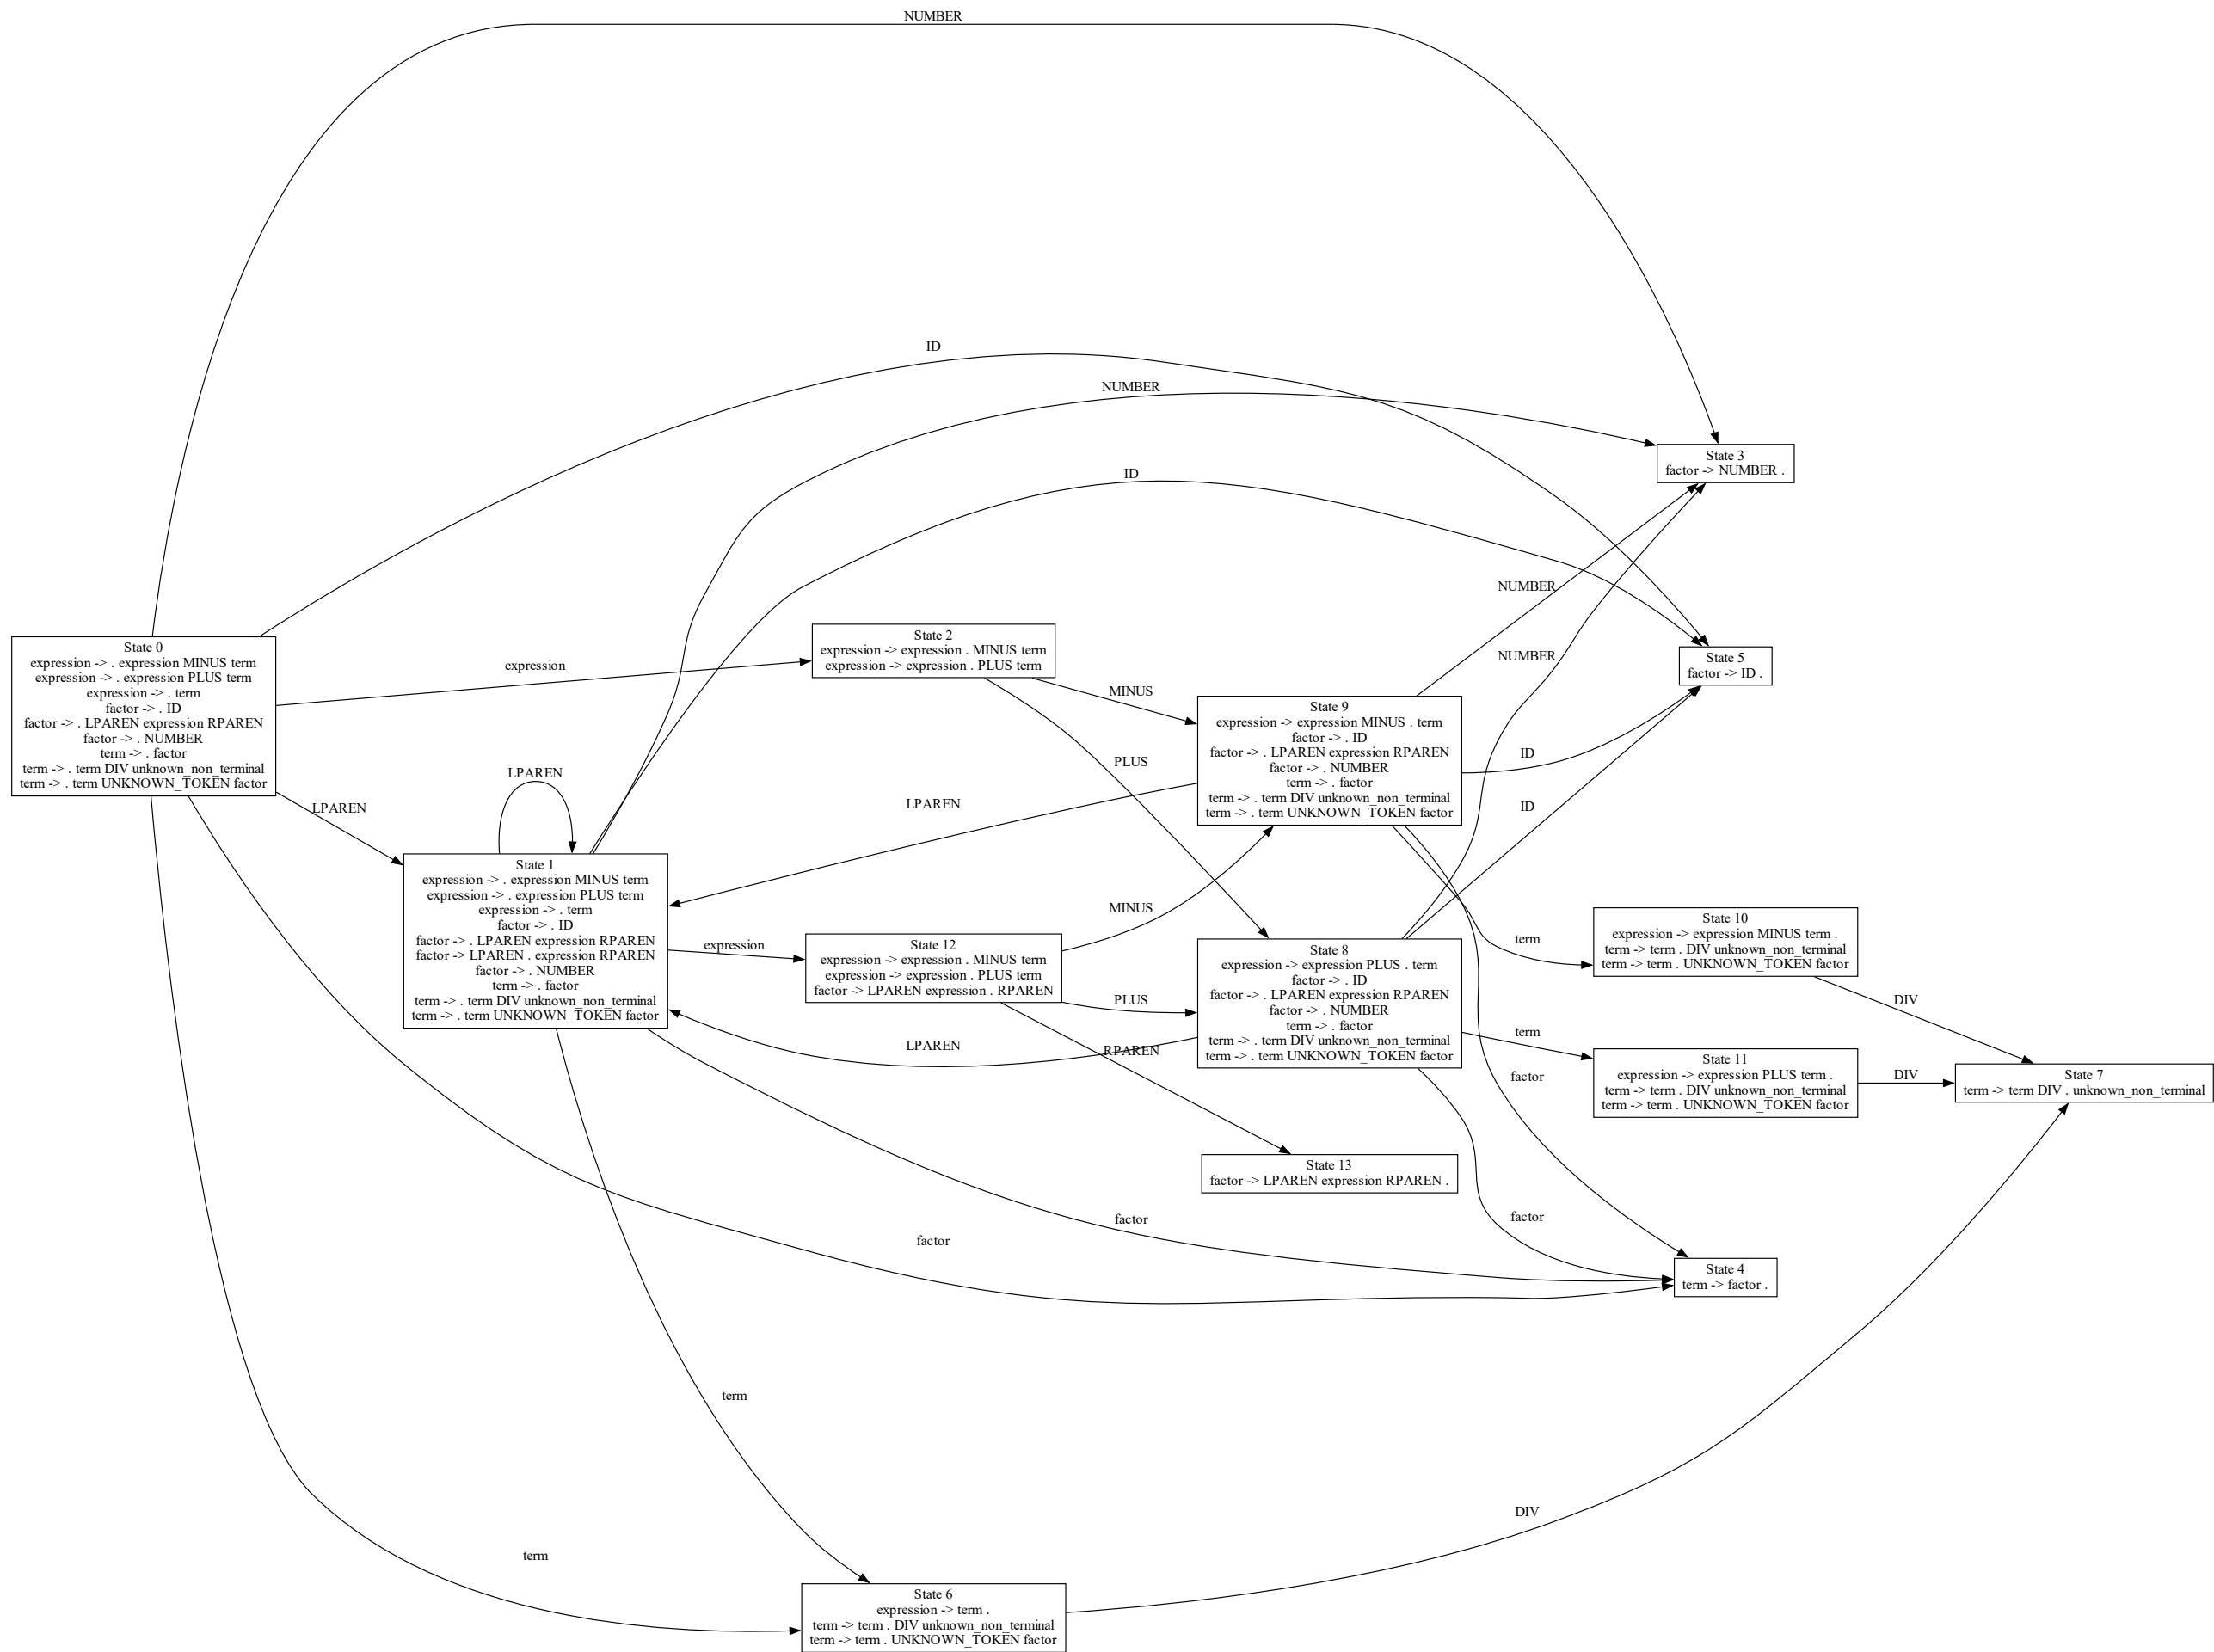 NUMBER
ID
NUMBER
State 3
factor -> NUMBER .
ID
NUMBER
State 2
expression -> expression . MINUS term
expression -> expression . PLUS term
State 0
expression -> . expression MINUS term
expression -> . expression PLUS term
expression -> . term
factor -> . ID
factor -> . LPAREN expression RPAREN
factor -> . NUMBER
term -> . factor
term -> . term DIV unknown_non_terminal
term -> . term UNKNOWN_TOKEN factor
expression
NUMBER
State 5
factor -> ID .
MINUS
State 9
expression -> expression MINUS . term
factor -> . ID
factor -> . LPAREN expression RPAREN
factor -> . NUMBER
term -> . factor
term -> . term DIV unknown_non_terminal
term -> . term UNKNOWN_TOKEN factor
ID
PLUS
LPAREN
LPAREN
LPAREN
ID
State 1
expression -> . expression MINUS term
expression -> . expression PLUS term
expression -> . term
factor -> . ID
factor -> . LPAREN expression RPAREN
factor -> LPAREN . expression RPAREN
factor -> . NUMBER
term -> . factor
term -> . term DIV unknown_non_terminal
term -> . term UNKNOWN_TOKEN factor
expression
MINUS
State 12
expression -> expression . MINUS term
expression -> expression . PLUS term
factor -> LPAREN expression . RPAREN
PLUS
State 8
expression -> expression PLUS . term
factor -> . ID
factor -> . LPAREN expression RPAREN
factor -> . NUMBER
term -> . factor
term -> . term DIV unknown_non_terminal
term -> . term UNKNOWN_TOKEN factor
term
State 10
expression -> expression MINUS term .
term -> term . DIV unknown_non_terminal
term -> term . UNKNOWN_TOKEN factor
DIV
LPAREN
RPAREN
term
State 11
expression -> expression PLUS term .
term -> term . DIV unknown_non_terminal
term -> term . UNKNOWN_TOKEN factor
DIV
State 7
term -> term DIV . unknown_non_terminal
factor
State 13
factor -> LPAREN expression RPAREN .
factor
factor
factor
State 4
term -> factor .
term
DIV
term
State 6
expression -> term .
term -> term . DIV unknown_non_terminal
term -> term . UNKNOWN_TOKEN factor